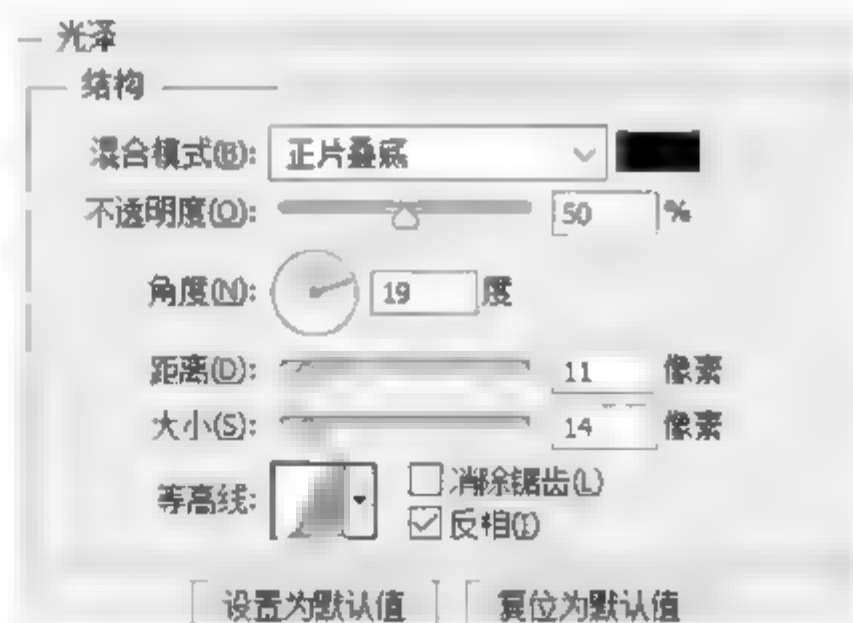 光泽
结构
混合模式(B): 正片叠底
不透明度(O): 50 %
角度(N): 19 度
距离(D): 11 像素
大小(S): 14 像素
等高线: 消除锯齿(L)
反相(I)
设置为默认值 复位为默认值